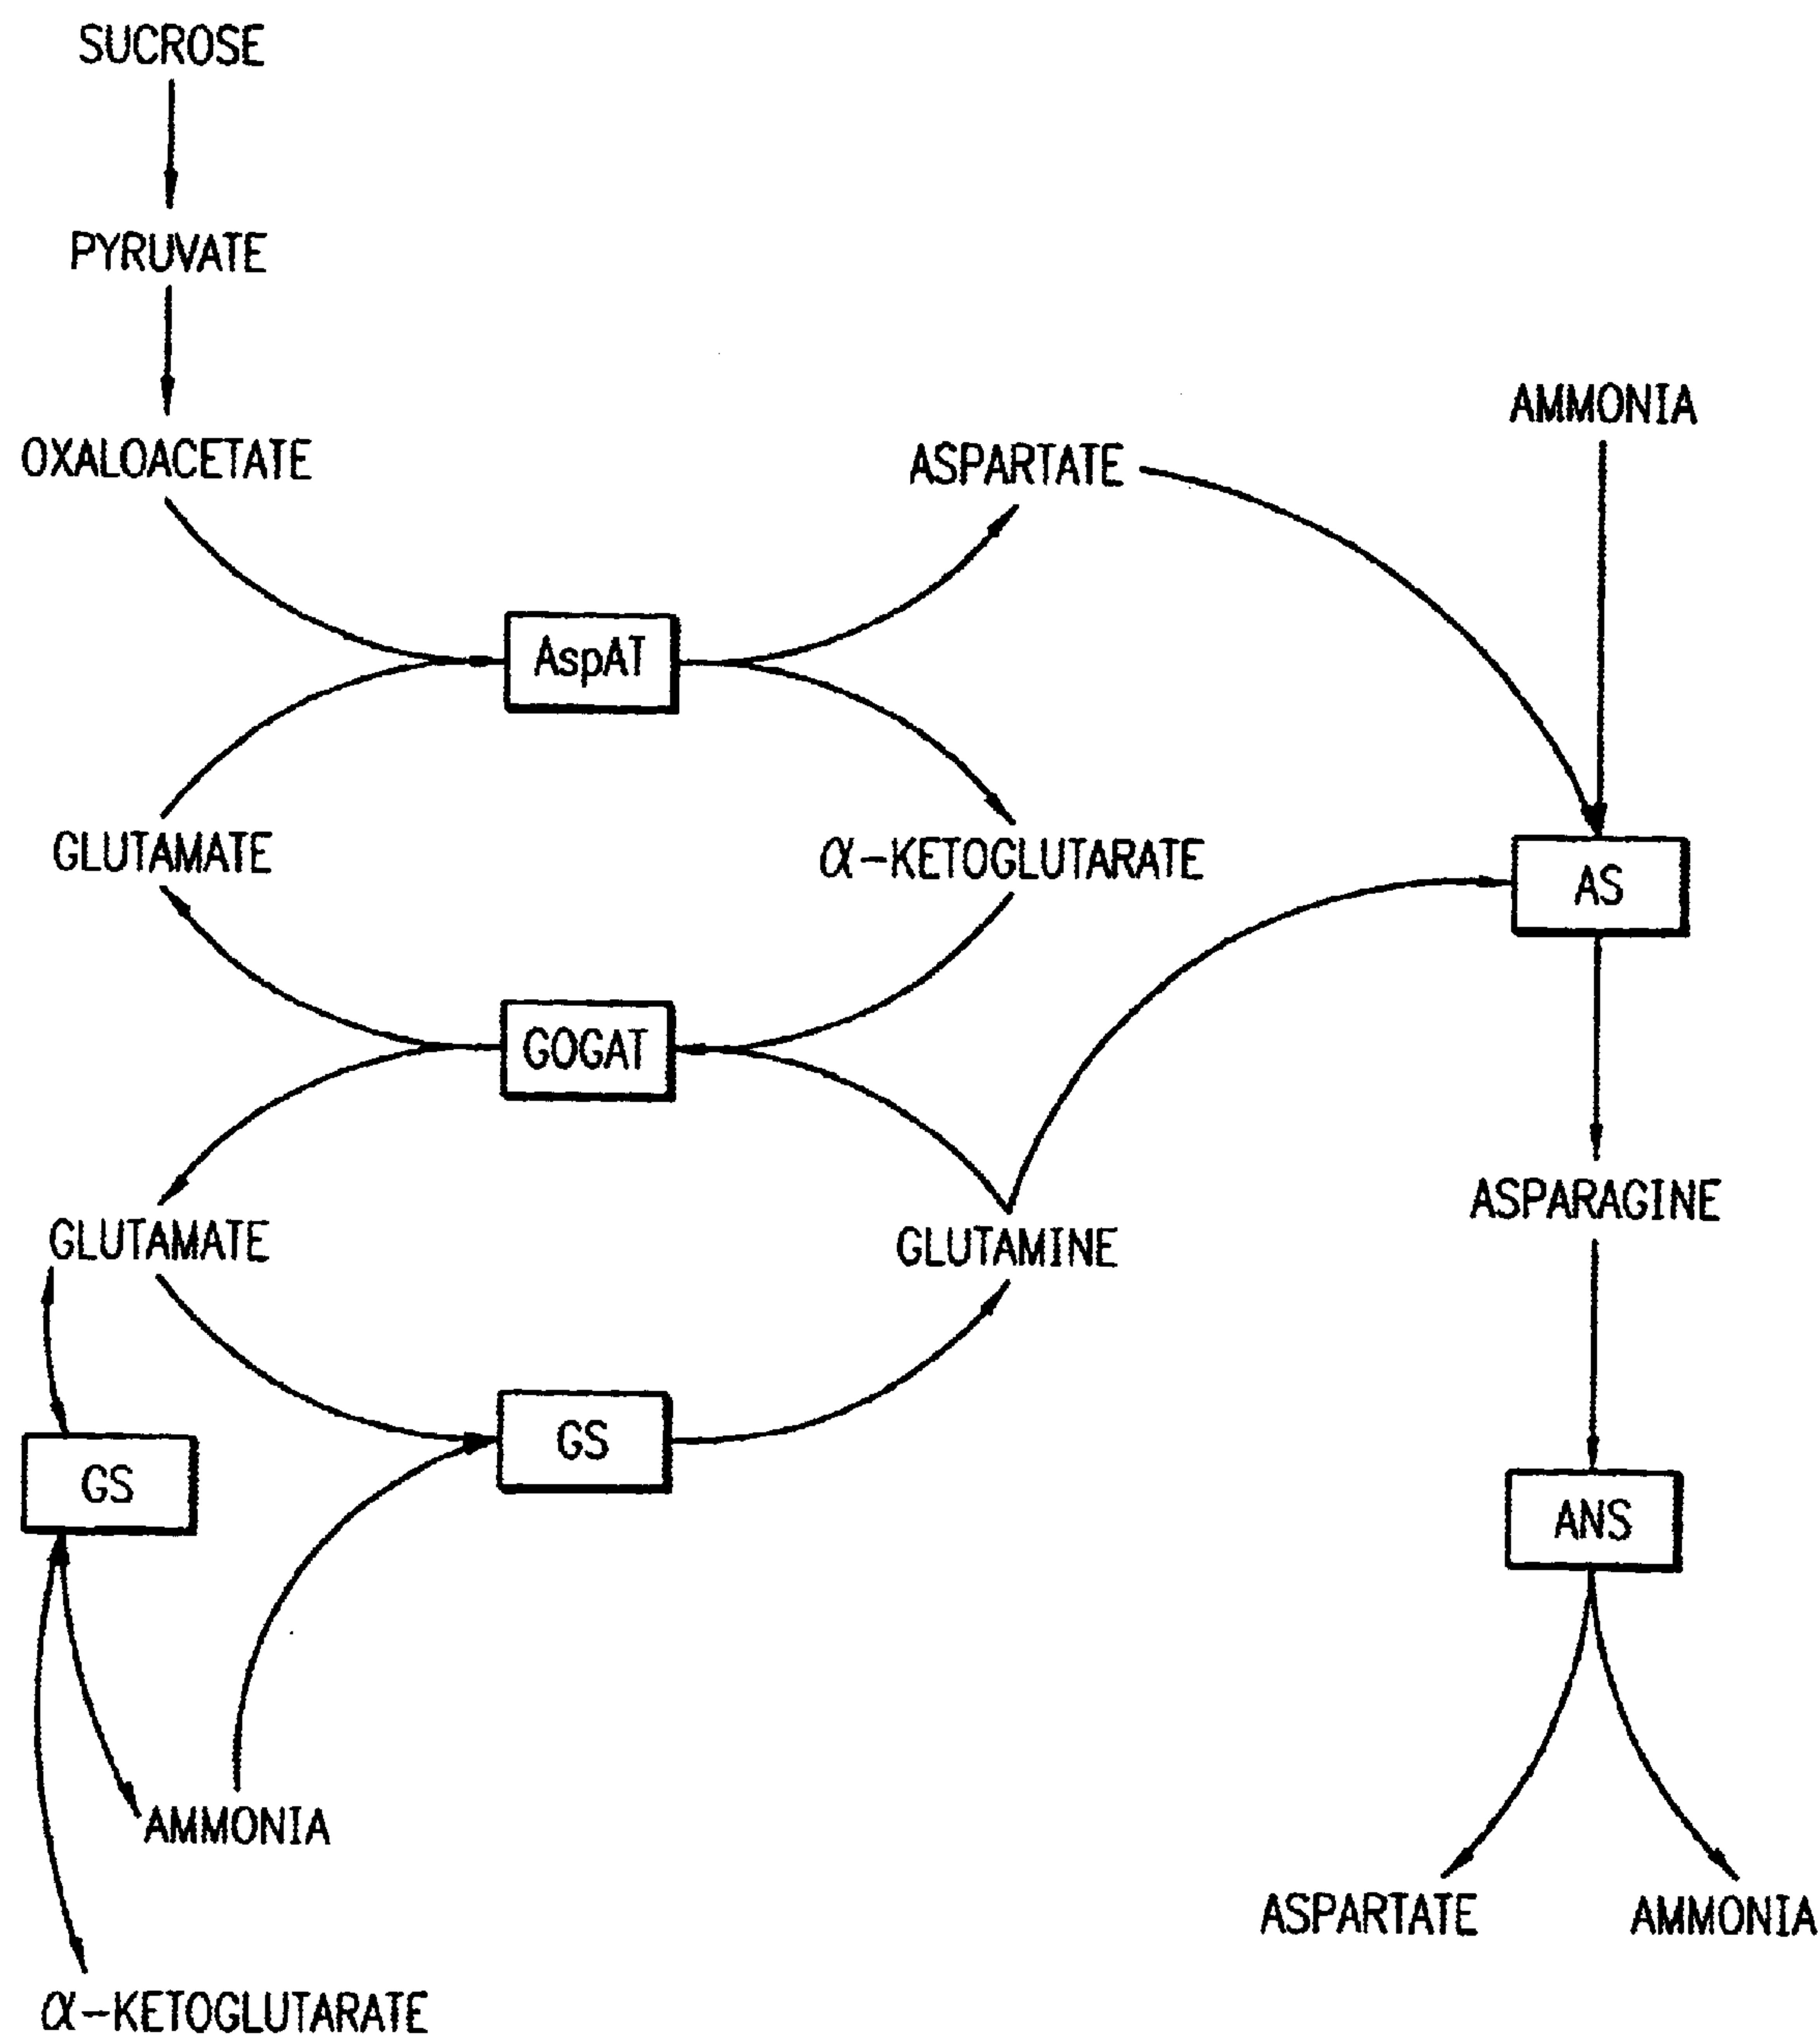 SUCROSE
PYRUVATE
OXALOACETATE
ASPARTATE
AMMONIA
AspAT
GLUTAMATE
α-KETOGLUTARATE
AS
GOGAT
ASPARAGINE
GLUTAMATE
GLUTAMINE
GS
GS
ANS
AMMONIA
ASPARTATE
AMMONIA
α-KETOGLUTARATE